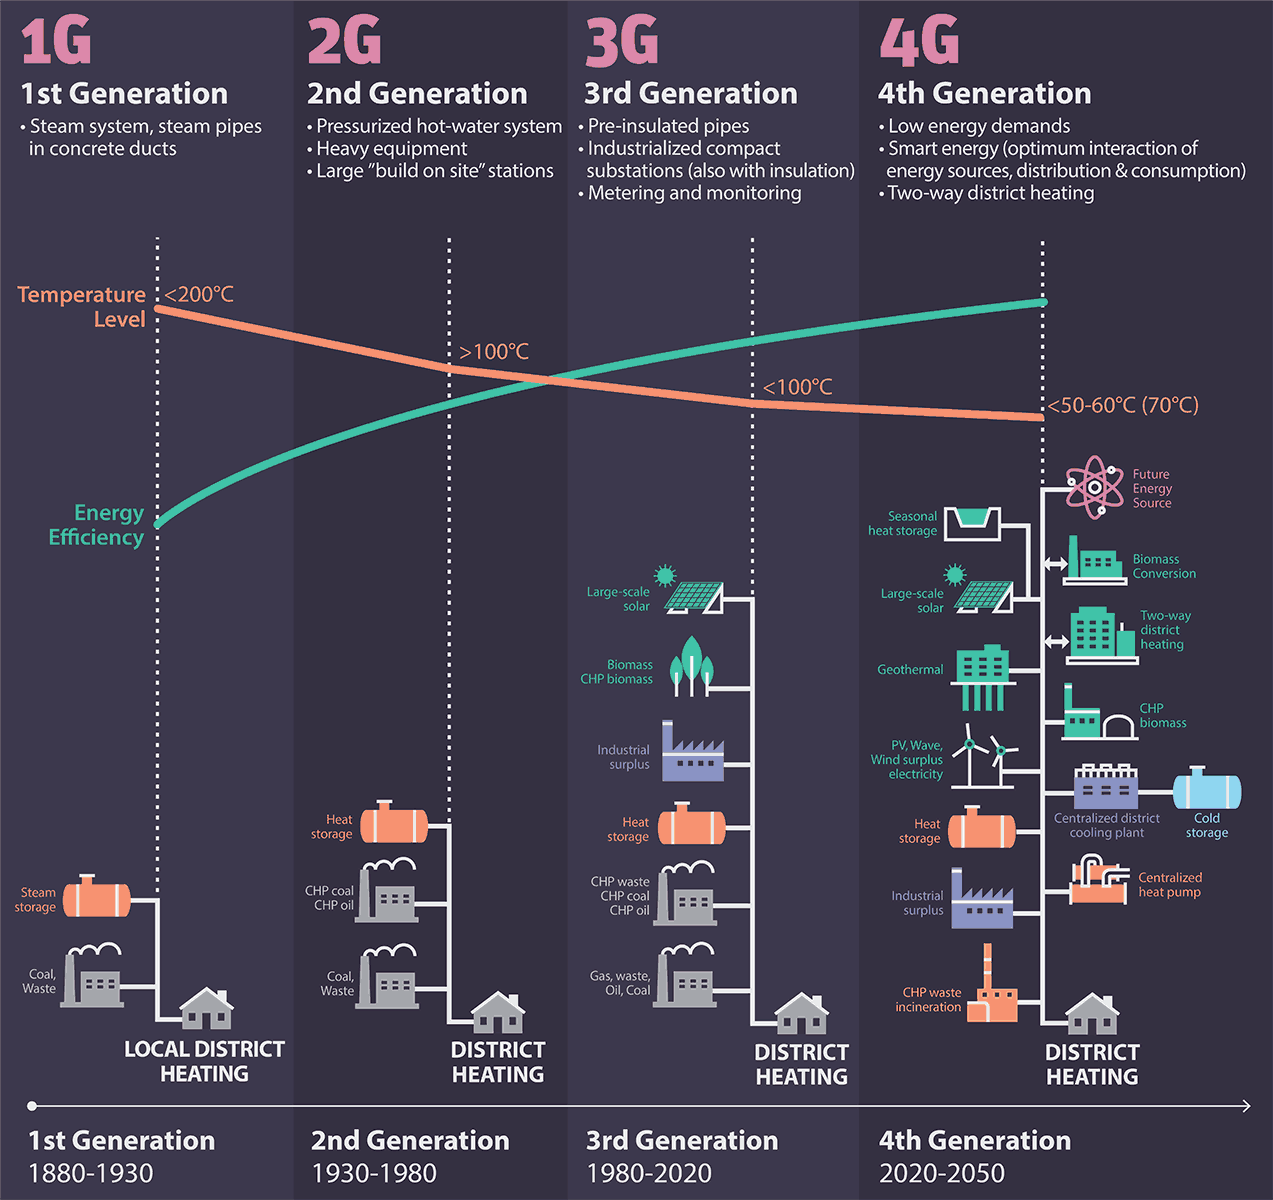 1G
1st Generation
• Steam system, steam pipes
in concrete ducts
2G
2nd Generation
• Pressurized hot-water system
• Heavy equipment
• Large "build on site" stations
3G
3rd Generation
• Pre-insulated pipes
• Industrialized compact
substations (also with insulation)
• Metering and monitoring
4G
4th Generation
• Low energy demands
• Smart energy (optimum interaction of
energy sources, distribution & consumption)
• Two-way district heating
Temperature
Level
<200°C
>100°C
<100°C
<50-60°C (70°C)
Energy
Efficiency
Steam
storage
Coal,
Waste
LOCAL DISTRICT
HEATING
Heat
storage
CHP coal
CHP oil
Coal,
Waste
DISTRICT
HEATING
Large-scale
solar
Biomass
CHP biomass
Industrial
surplus
Heat
storage
CHP waste
CHP coal
CHP oil
Gas, waste,
Oil, Coal
DISTRICT
HEATING
Seasonal
heat storage
Large-scale
solar
Geothermal
PV, Wave,
Wind surplus
electricity
Heat
storage
Industrial
surplus
CHP waste
incineration
Future
Energy
Source
Biomass
Conversion
Two-way
district
heating
CHP
biomass
Centralized district
cooling plant
Cold
storage
Centralized
heat pump
DISTRICT
HEATING
1st Generation
1880-1930
2nd Generation
1930-1980
3rd Generation
1980-2020
4th Generation
2020-2050